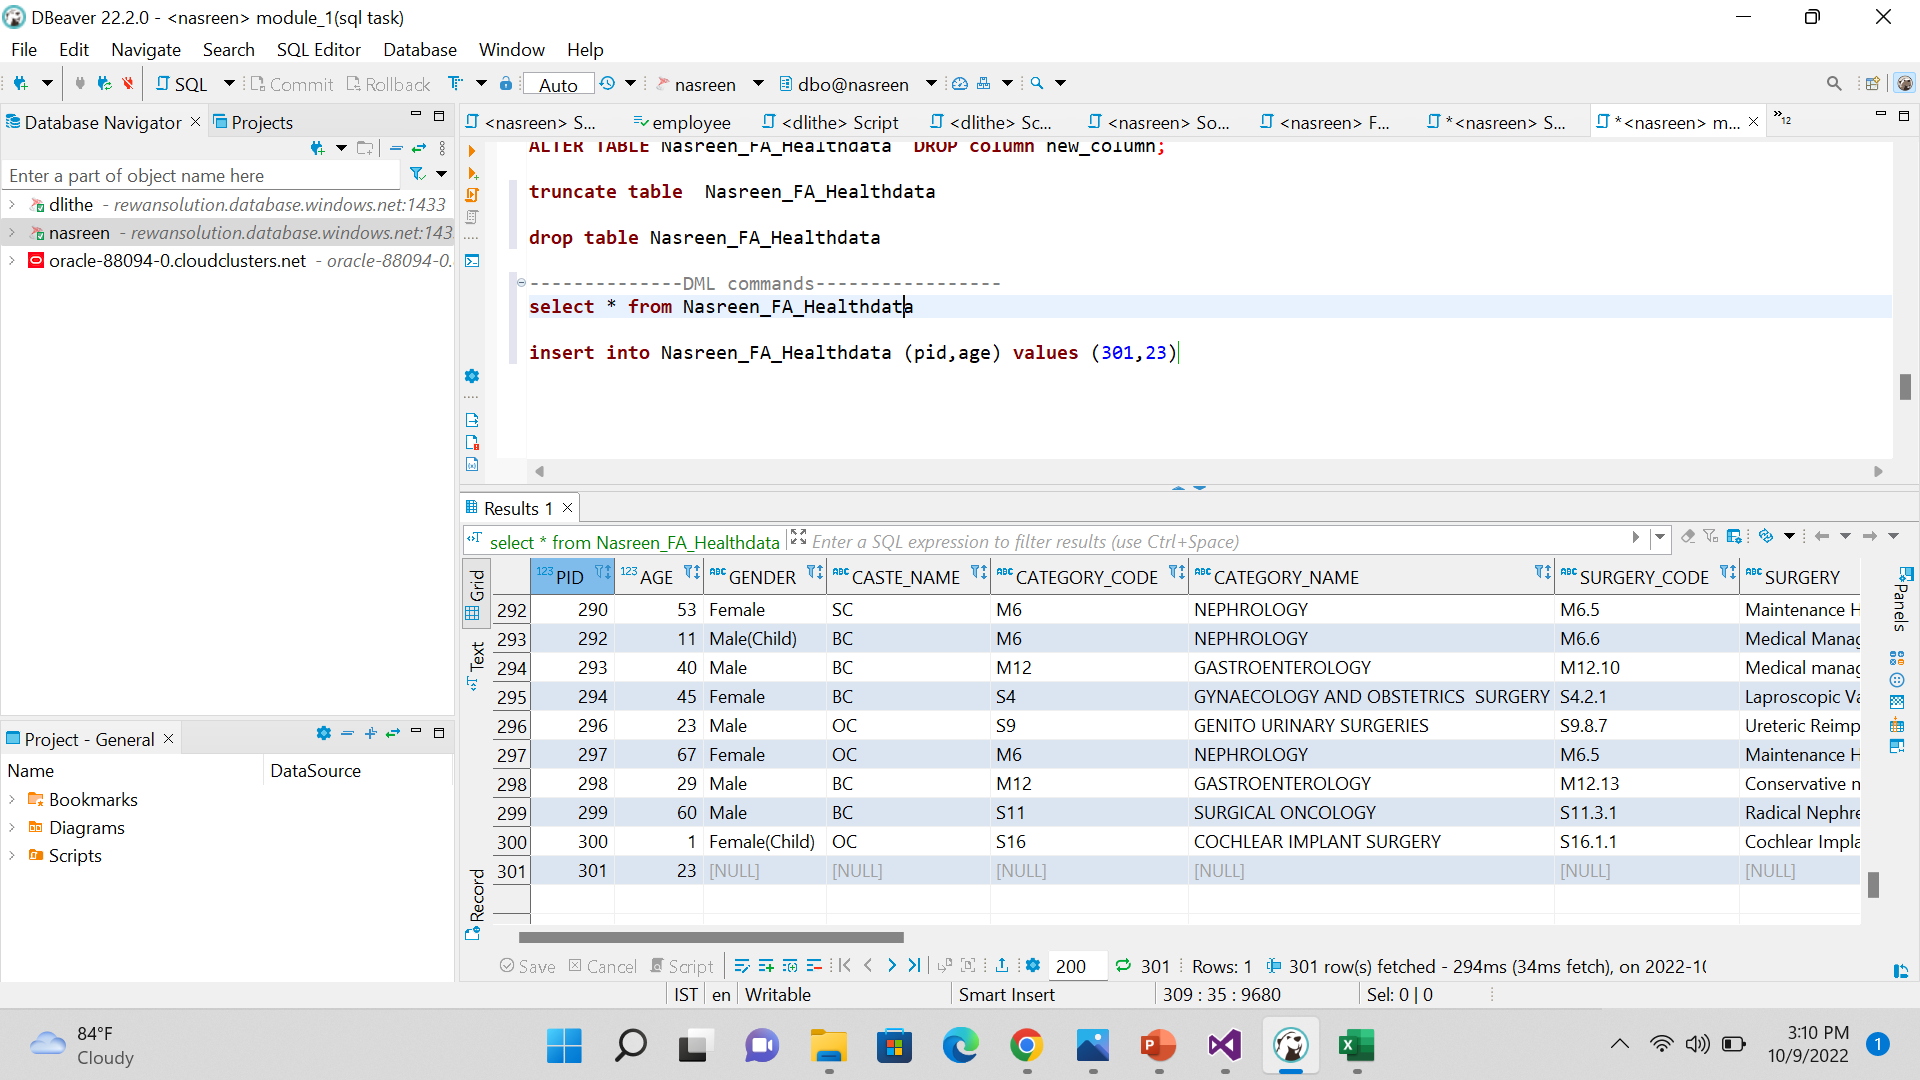 DBeaver 22.2.0 - <nasreen> module_1(sql task)
File Edit Navigate Search SQL Editor Database Window Help
SQL Commit Rollback Auto nasreen dbo@nasreen
Database Navigator Projects
<nasreen> S... employee <dlithe> Script <dlithe> Sc... <nasreen> So... <nasreen> F... *<nasreen> S... *<nasreen> m... »12
Enter a part of object name here
dlithe - rewansolution.database.windows.net:1433
nasreen - rewansolution.database.windows.net:143
oracle-88094-0.cloudclusters.net - oracle-88094-0.
ALTER TABLE Nasreen_FA_Healthdata DROP column new_column;
truncate table Nasreen_FA_Healthdata
drop table Nasreen_FA_Healthdata
--------------DML commands-----------------
select * from Nasreen_FA_Healthdata
insert into Nasreen_FA_Healthdata (pid,age) values (301,23)
Results 1
select * from Nasreen_FA_Healthdata Enter a SQL expression to filter results (use Ctrl+Space)
Grid
Text
Record
Panels
123 PID 123 AGE ABC GENDER ABC CASTE_NAME ABC CATEGORY_CODE ABC CATEGORY_NAME ABC SURGERY_CODE ABC SURGERY
292 290 53 Female SC M6 NEPHROLOGY M6.5 Maintenance H
293 292 11 Male(Child) BC M6 NEPHROLOGY M6.6 Medical Manag
294 293 40 Male BC M12 GASTROENTEROLOGY M12.10 Medical manag
295 294 45 Female BC S4 GYNAECOLOGY AND OBSTETRICS SURGERY S4.2.1 Laproscopic Va
296 296 23 Male OC S9 GENITO URINARY SURGERIES S9.8.7 Ureteric Reimp
297 297 67 Female OC M6 NEPHROLOGY M6.5 Maintenance H
298 298 29 Male BC M12 GASTROENTEROLOGY M12.13 Conservative n
299 299 60 Male BC S11 SURGICAL ONCOLOGY S11.3.1 Radical Nephre
300 300 1 Female(Child) OC S16 COCHLEAR IMPLANT SURGERY S16.1.1 Cochlear Impla
301 301 23 [NULL] [NULL] [NULL] [NULL] [NULL] [NULL]
Project - General
Name DataSource
Bookmarks
Diagrams
Scripts
Save Cancel Script 200 301 Rows: 1 301 row(s) fetched - 294ms (34ms fetch), on 2022-10
IST en Writable Smart Insert 309 : 35 : 9680 Sel: 0 | 0
84°F
Cloudy
3:10 PM
10/9/2022
1